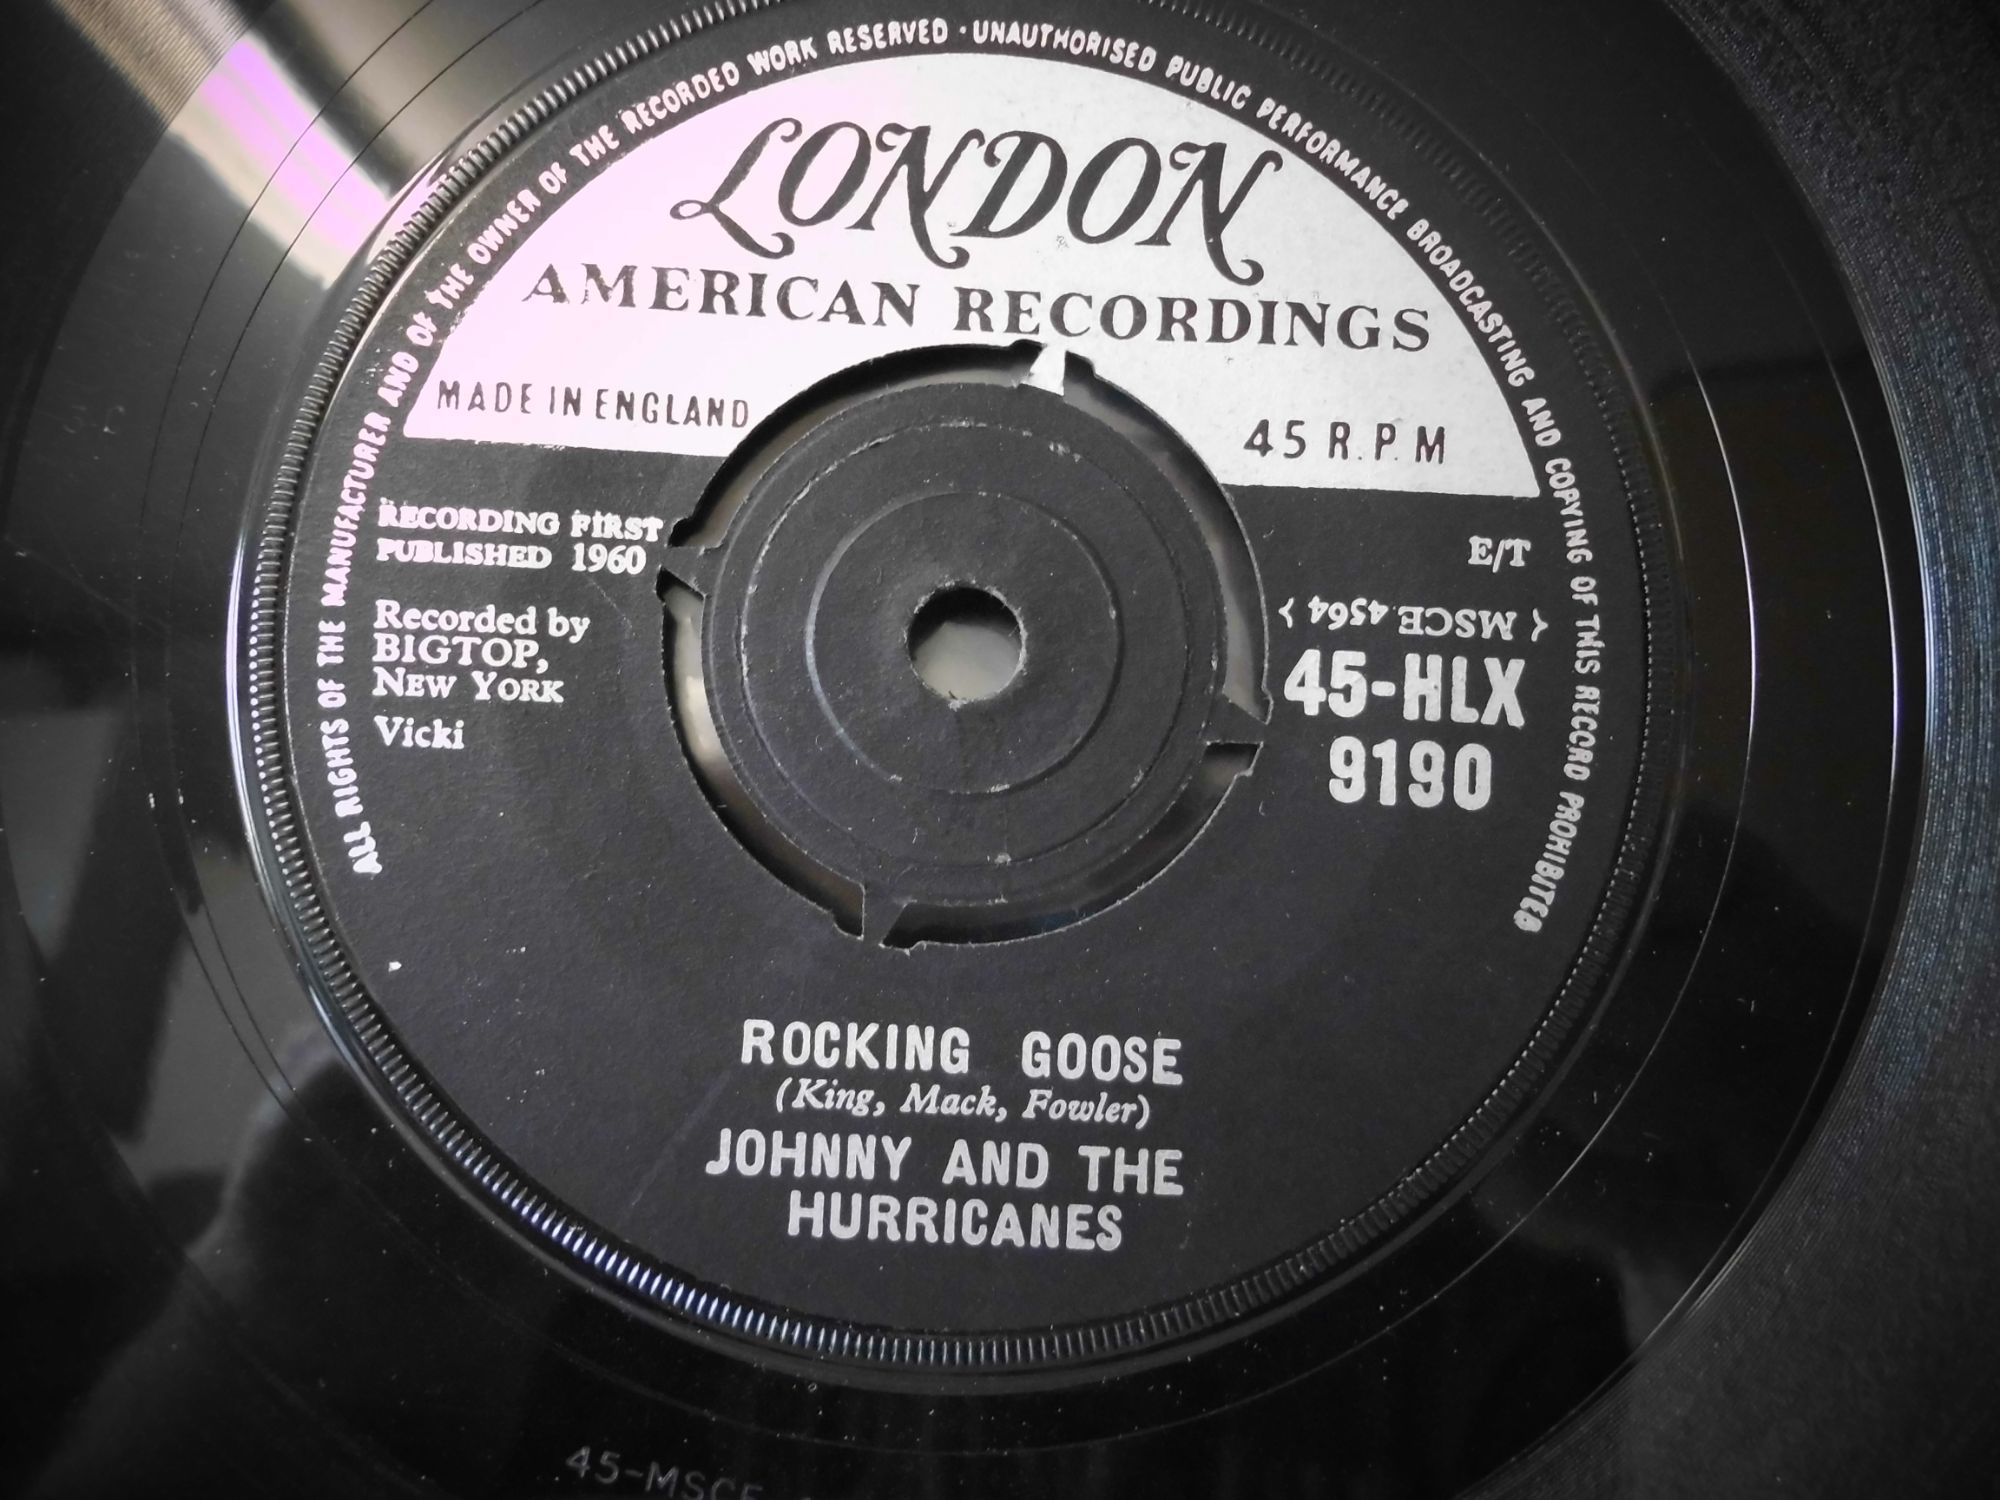 ALL RIGHTS OF THE MANUFACTURER AND OF THE OWNER OF THE RECORDED WORK RESERVED · UNAUTHORISED PUBLIC PERFORMANCE BROADCASTING AND COPYING OF THIS RECORD PROHIBITED
LONDON
AMERICAN RECORDINGS
MADE IN ENGLAND
45 R.P.M
RECORDING FIRST
PUBLISHED 1960
Recorded by
BIGTOP,
NEW YORK
Vicki
E/T
(MSCE 4564)
45-HLX
9190
ROCKING GOOSE
(King, Mack, Fowler)
JOHNNY AND THE
HURRICANES
45-MSCE